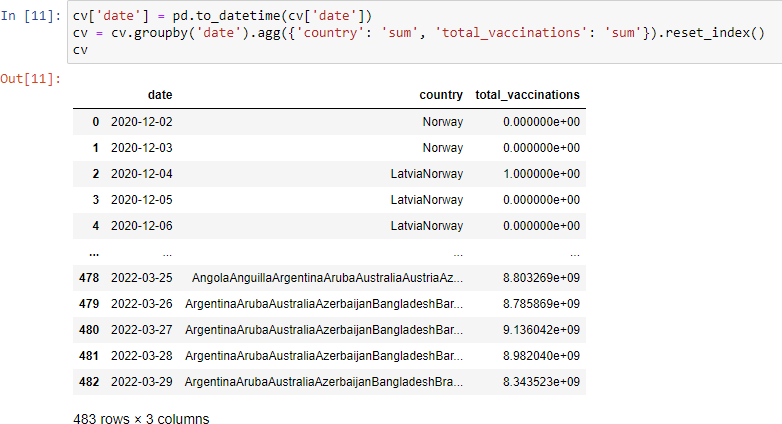 In [11]: cv['date'] = pd.to_datetime(cv['date'])
cv = cv.groupby('date').agg({'country': 'sum', 'total_vaccinations': 'sum'}).reset_index()
cv
Out[11]:
date country total_vaccinations
0 2020-12-02 Norway 0.000000e+00
1 2020-12-03 Norway 0.000000e+00
2 2020-12-04 LatviaNorway 1.000000e+00
3 2020-12-05 LatviaNorway 0.000000e+00
4 2020-12-06 LatviaNorway 0.000000e+00
... ... ... ...
478 2022-03-25 AngolaAnguillaArgentinaArubaAustraliaAustriaAz... 8.803269e+09
479 2022-03-26 ArgentinaArubaAustraliaAzerbaijanBangladeshBar... 8.785869e+09
480 2022-03-27 ArgentinaArubaAustraliaAzerbaijanBangladeshBar... 9.136042e+09
481 2022-03-28 ArgentinaArubaAustraliaAzerbaijanBangladeshBar... 8.982040e+09
482 2022-03-29 ArgentinaArubaAustraliaAzerbaijanBangladeshBra... 8.343523e+09
483 rows × 3 columns